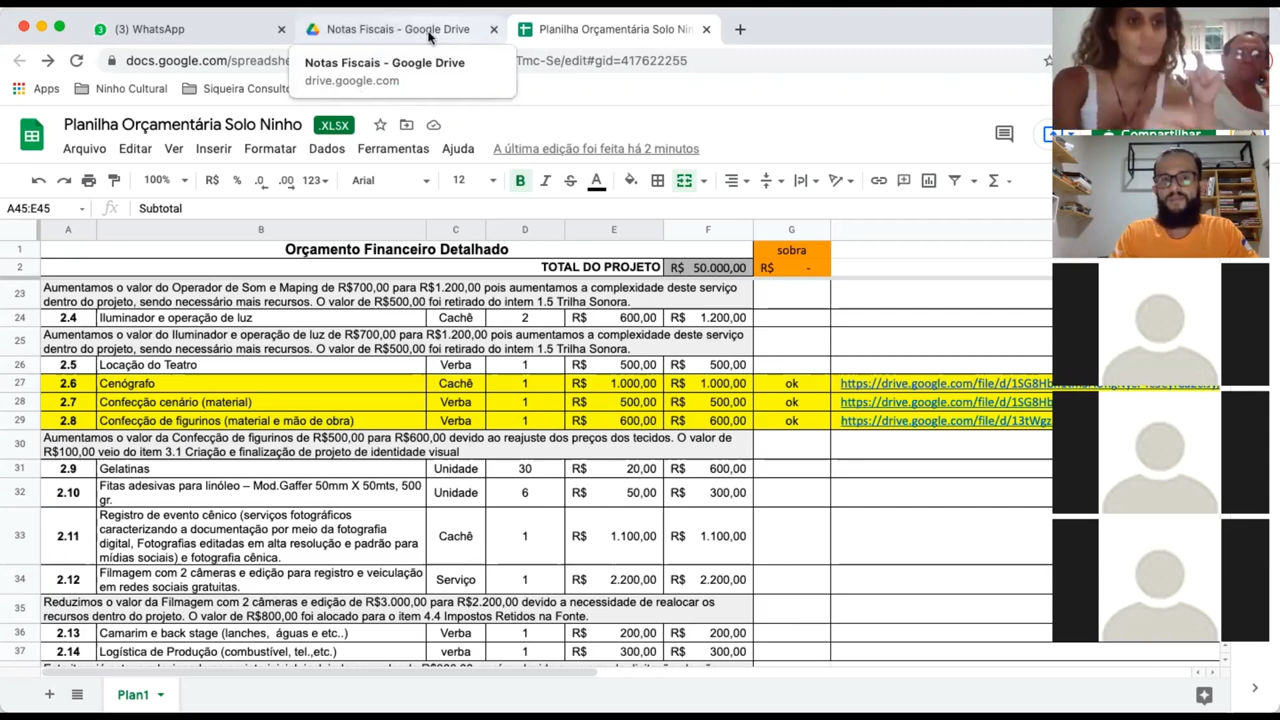 3
(3) WhatsApp
Notas Fiscais - Google Drive
Planilha Orçamentária Solo Nin
docs.google.com/spreadshe
Tmc-Se/edit#gid=417622255
Notas Fiscais - Google Drive
drive.google.com
Apps
Ninho Cultural
Siqueira Consulto
Planilha Orçamentária Solo Ninho
.XLSX
Compartilhar
Arquivo Editar Ver Inserir Formatar Dados Ferramentas Ajuda A última edição foi feita há 2 minutos
100% R$ % .0 .00 123 Arial 12 B I S A
A45:E45 fx Subtotal
A B C D E F G
1 Orçamento Financeiro Detalhado sobra
2 TOTAL DO PROJETO R$ 50.000,00 R$ -
23 Aumentamos o valor do Operador de Som e Maping de R$700,00 para R$1.200,00 pois aumentamos a complexidade deste serviço
dentro do projeto, sendo necessário mais recursos. O valor de R$500,00 foi retirado do intem 1.5 Trilha Sonora.
24 2.4 Iluminador e operação de luz Cachê 2 R$ 600,00 R$ 1.200,00
25 Aumentamos o valor do Iluminador e operação de luz de R$700,00 para R$1.200,00 pois aumentamos a complexidade deste
dentro do projeto, sendo necessário mais recursos. O valor de R$500,00 foi retirado do intem 1.5 Trilha Sonora.
26 2.5 Locação do Teatro Verba 1 R$ 500,00 R$ 500,00
27 2.6 Cenógrafo Cachê 1 R$ 1.000,00 R$ 1.000,00 ok https://drive.google.com/file/d/1SG8Hb
28 2.7 Confecção cenário (material) Verba 1 R$ 500,00 R$ 500,00 ok https://drive.google.com/file/d/1SG8Hb
29 2.8 Confecção de figurinos (material e mão de obra) Verba 1 R$ 600,00 R$ 600,00 ok https://drive.google.com/file/d/13tWgz
30 Aumentamos o valor da Confecção de figurinos de R$500,00 para R$600,00 devido ao reajuste dos preços dos tecidos. O valor de
R$100,00 veio do item 3.1 Criação e finalização de projeto de identidade visual
31 2.9 Gelatinas Unidade 30 R$ 20,00 R$ 600,00
32 2.10 Fitas adesivas para linóleo – Mod.Gaffer 50mm X 50mts, 500
gr. Unidade 6 R$ 50,00 R$ 300,00
33 2.11 Registro de evento cênico (serviços fotográficos
caracterizando a documentação por meio da fotografia
digital, Fotografias editadas em alta resolução e padrão para
mídias sociais) e fotografia cênica. Cachê 1 R$ 1.100,00 R$ 1.100,00
34 2.12 Filmagem com 2 câmeras e edição para registro e veiculação
em redes sociais gratuitas. Serviço 1 R$ 2.200,00 R$ 2.200,00
35 Reduzimos o valor da Filmagem com 2 câmeras e edição de R$3.000,00 para R$2.200,00 devido a necessidade de realocar os
recursos dentro do projeto. O valor de R$800,00 foi alocado para o item 4.4 Impostos Retidos na Fonte.
36 2.13 Camarim e back stage (lanches, águas e etc..) Verba 1 R$ 200,00 R$ 200,00
37 2.14 Logística de Produção (combustível, tel.,etc.) verba 1 R$ 300,00 R$ 300,00
Plan1